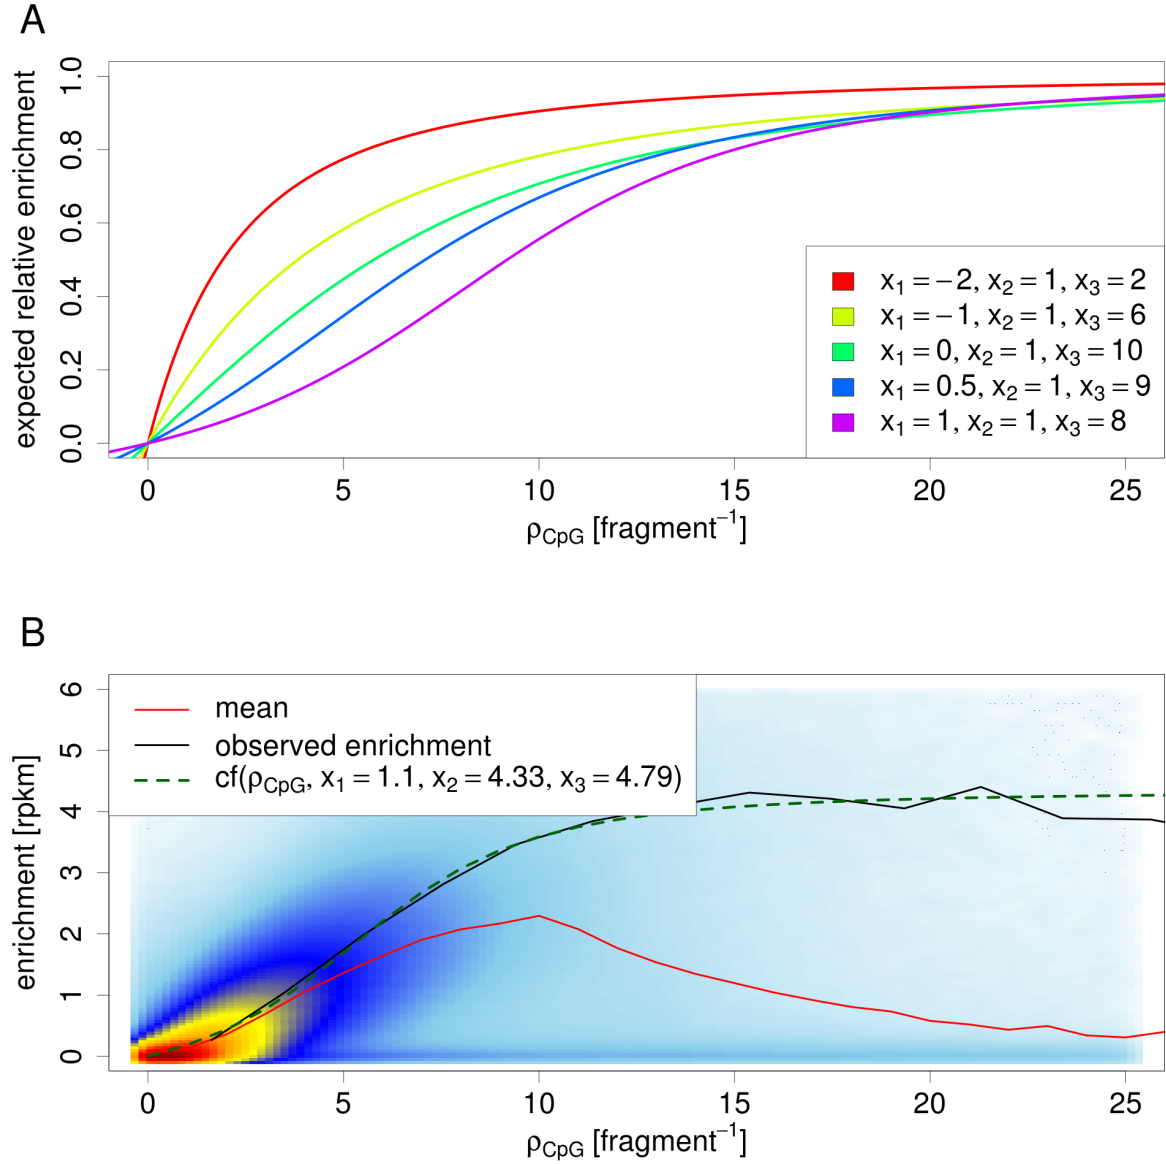 A
expected relative enrichment
1.0
0.8
0.6
0.4
0.2
0.0
x₁ = −2, x₂ = 1, x₃ = 2
x₁ = −1, x₂ = 1, x₃ = 6
x₁ = 0, x₂ = 1, x₃ = 10
x₁ = 0.5, x₂ = 1, x₃ = 9
x₁ = 1, x₂ = 1, x₃ = 8
0 5 10 15 20 25
ρCpG [fragment⁻¹]
B
enrichment [rpkm]
6
5
4
3
2
1
0
mean
observed enrichment
cf(ρCpG, x₁ = 1.1, x₂ = 4.33, x₃ = 4.79)
0 5 10 15 20 25
ρCpG [fragment⁻¹]